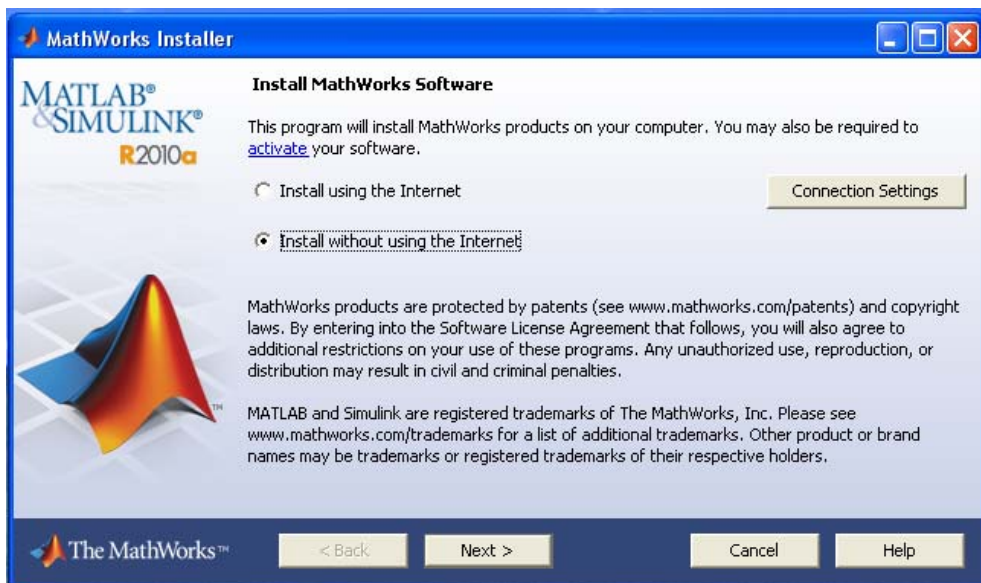 MathWorks Installer
MATLAB®
&SIMULINK®
R2010a
Install MathWorks Software
This program will install MathWorks products on your computer. You may also be required to
activate your software.
Install using the Internet
Connection Settings
Install without using the Internet
MathWorks products are protected by patents (see www.mathworks.com/patents) and copyright
laws. By entering into the Software License Agreement that follows, you will also agree to
additional restrictions on your use of these programs. Any unauthorized use, reproduction, or
distribution may result in civil and criminal penalties.
TM
MATLAB and Simulink are registered trademarks of The MathWorks, Inc. Please see
www.mathworks.com/trademarks for a list of additional trademarks. Other product or brand
names may be trademarks or registered trademarks of their respective holders.
The MathWorks™
< Back
Next >
Cancel
Help